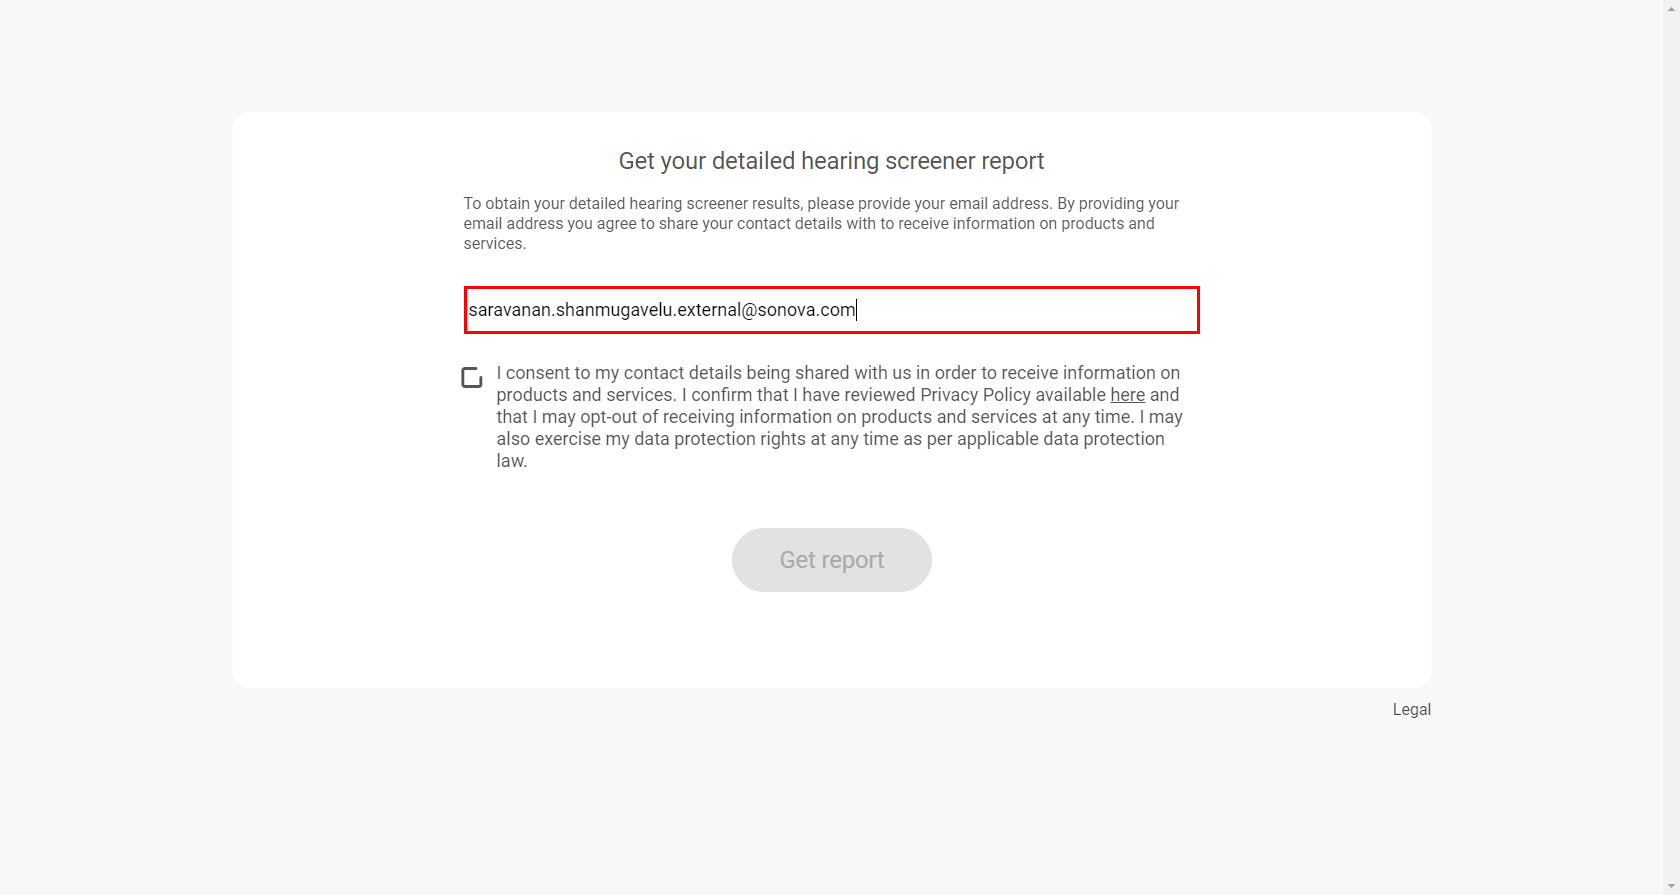 Get your detailed hearing screener report
To obtain your detailed hearing screener results, please provide your email address. By providing your
email address you agree to share your contact details with to receive information on products and
services.
saravanan.shanmugavelu.external@sonova.com
I consent to my contact details being shared with us in order to receive information on
products and services. I confirm that I have reviewed Privacy Policy available here and
that I may opt-out of receiving information on products and services at any time. I may
also exercise my data protection rights at any time as per applicable data protection
law.
Get report
Legal